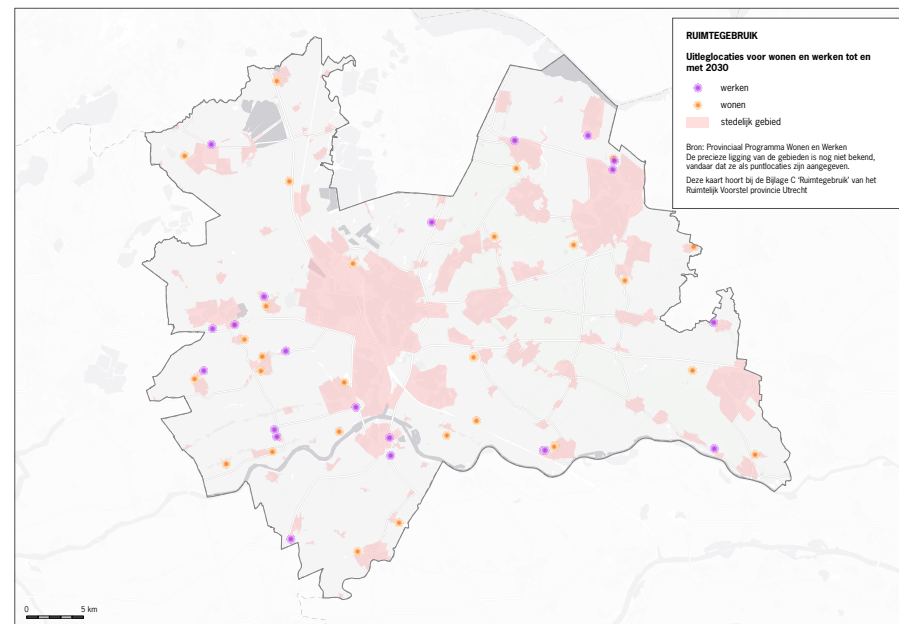 RUIMTEGEBRUIK
Uitleglocaties voor wonen en werken tot en
met 2030
werken
wonen
stedelijk gebied
Bron: Provinciaal Programma Wonen en Werken
De precieze ligging van de gebieden is nog niet bekend,
vandaar dat ze als puntlocaties zijn aangegeven.
Deze kaart hoort bij de Bijlage C 'Ruimtegebruik' van het
Ruimtelijk Voorstel provincie Utrecht
0 5 km